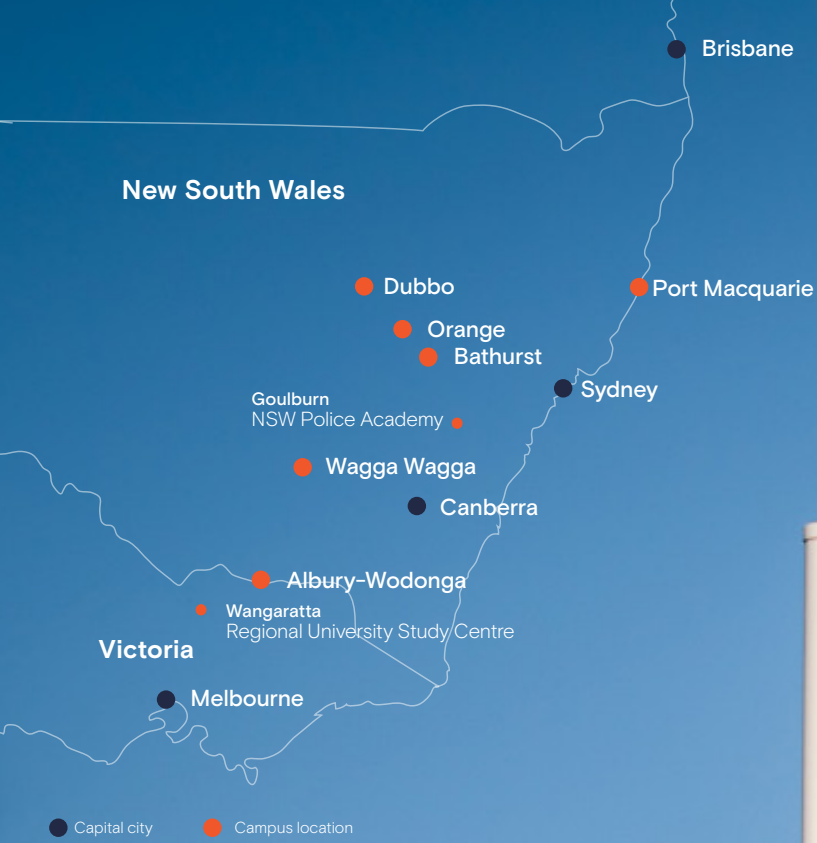 Brisbane
New South Wales
Dubbo
Port Macquarie
Orange
Bathurst
Sydney
Goulburn
NSW Police Academy
Wagga Wagga
Canberra
Albury-Wodonga
Wangaratta
Regional University Study Centre
Victoria
Melbourne
Capital city
Campus location